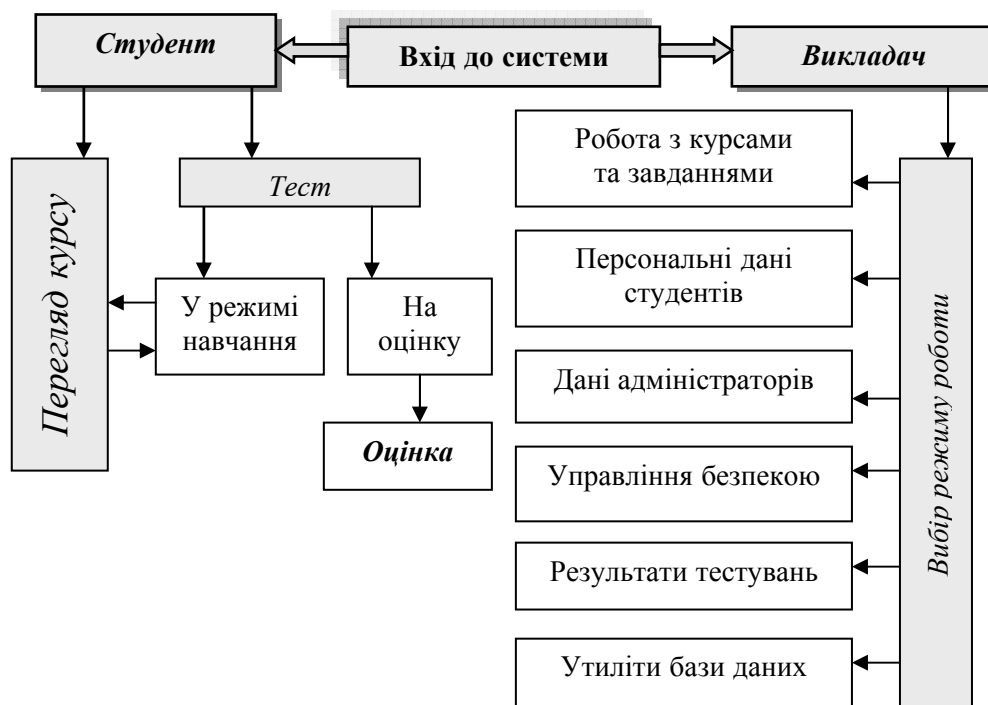 Студент
Вхід до системи
Викладач
Перегляд курсу
Тест
У режимі
навчання
На
оцінку
Оцінка
Робота з курсами
та завданнями
Персональні дані
студентів
Дані адміністраторів
Управління безпекою
Результати тестувань
Утиліти бази даних
Вибір режиму роботи